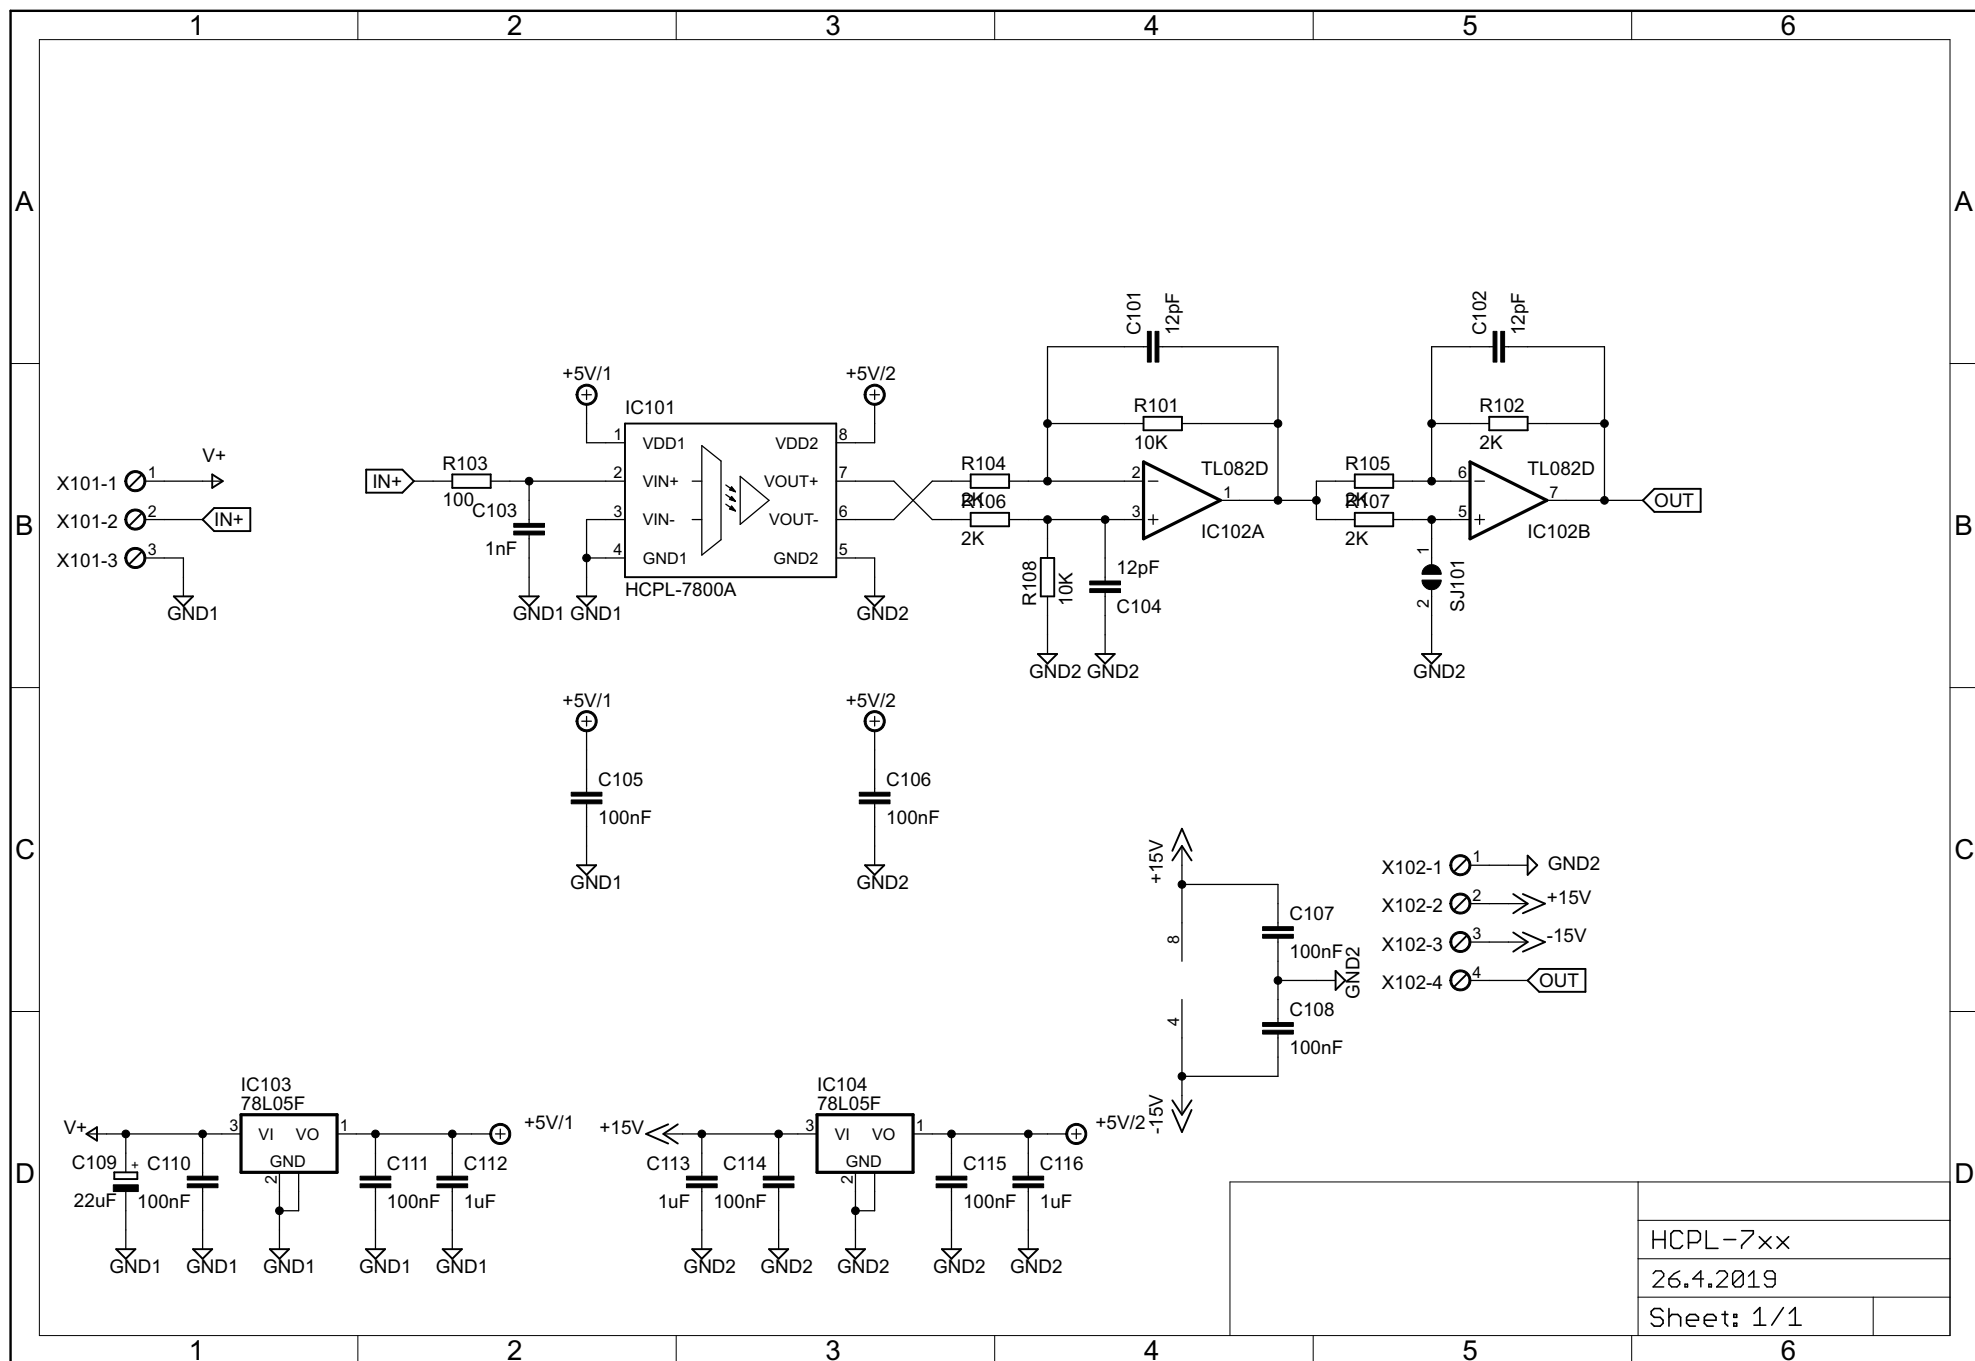 1 2 3 4 5 6
A A
C101 12pF C102 12pF
+5V/1 +5V/2
IC101 R101 R102
10K 2K
1 VDD1 VDD2 8
X101-1 1 V+
IN+ R103 100 2 VIN+ VOUT+ 7 R104 2K 2 TL082D 1 R105 2K 6 TL082D 7 OUT
B B
X101-2 2 IN+
C103 1nF 3 VIN- VOUT- 6 R106 2K 3 IC102A R107 2K 5 IC102B
X101-3 3 GND1
4 GND1 GND2 5
HCPL-7800A
R108 10K 12pF C104 1 SJ101 2
GND1 GND1 GND2
GND2 GND2 GND2
+5V/1 +5V/2
C105 C106
100nF 100nF
GND1 GND2
C C
+15V
8
C107
100nF
GND2
C108
100nF
4
-15V
X102-1 1 GND2
X102-2 2 +15V
X102-3 3 -15V
X102-4 4 OUT
IC103
78L05F
V+ 3 VI VO 1 +5V/1
GND
2
C109 C110 C111 C112
22uF 100nF 100nF 1uF
+
GND1 GND1 GND1 GND1 GND1
IC104
78L05F
+15V 3 VI VO 1 +5V/2
GND
2
C113 C114 C115 C116
1uF 100nF 100nF 1uF
GND2 GND2 GND2 GND2 GND2
D D
HCPL-7xx
26.4.2019
Sheet: 1/1
1 2 3 4 5 6